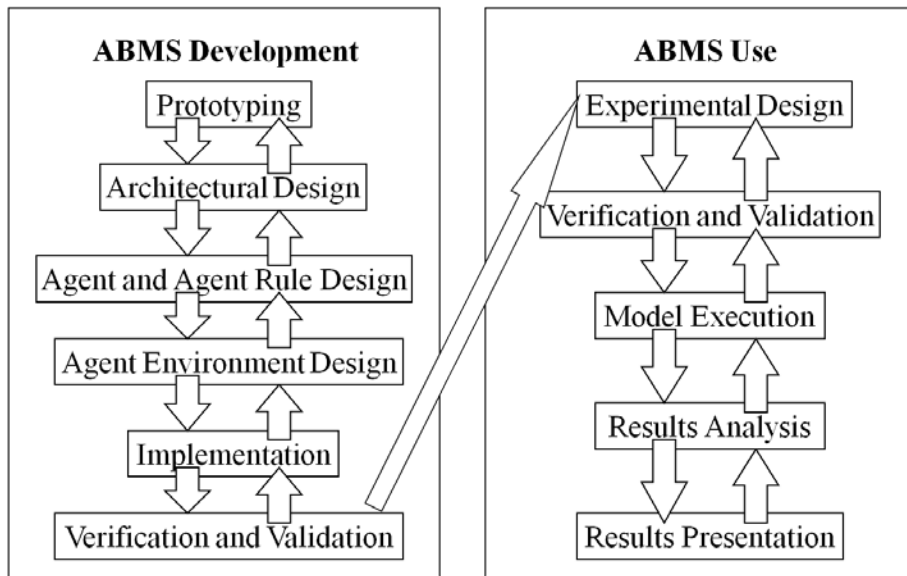 ABMS Development
Prototyping
Architectural Design
Agent and Agent Rule Design
Agent Environment Design
Implementation
Verification and Validation
ABMS Use
Experimental Design
Verification and Validation
Model Execution
Results Analysis
Results Presentation